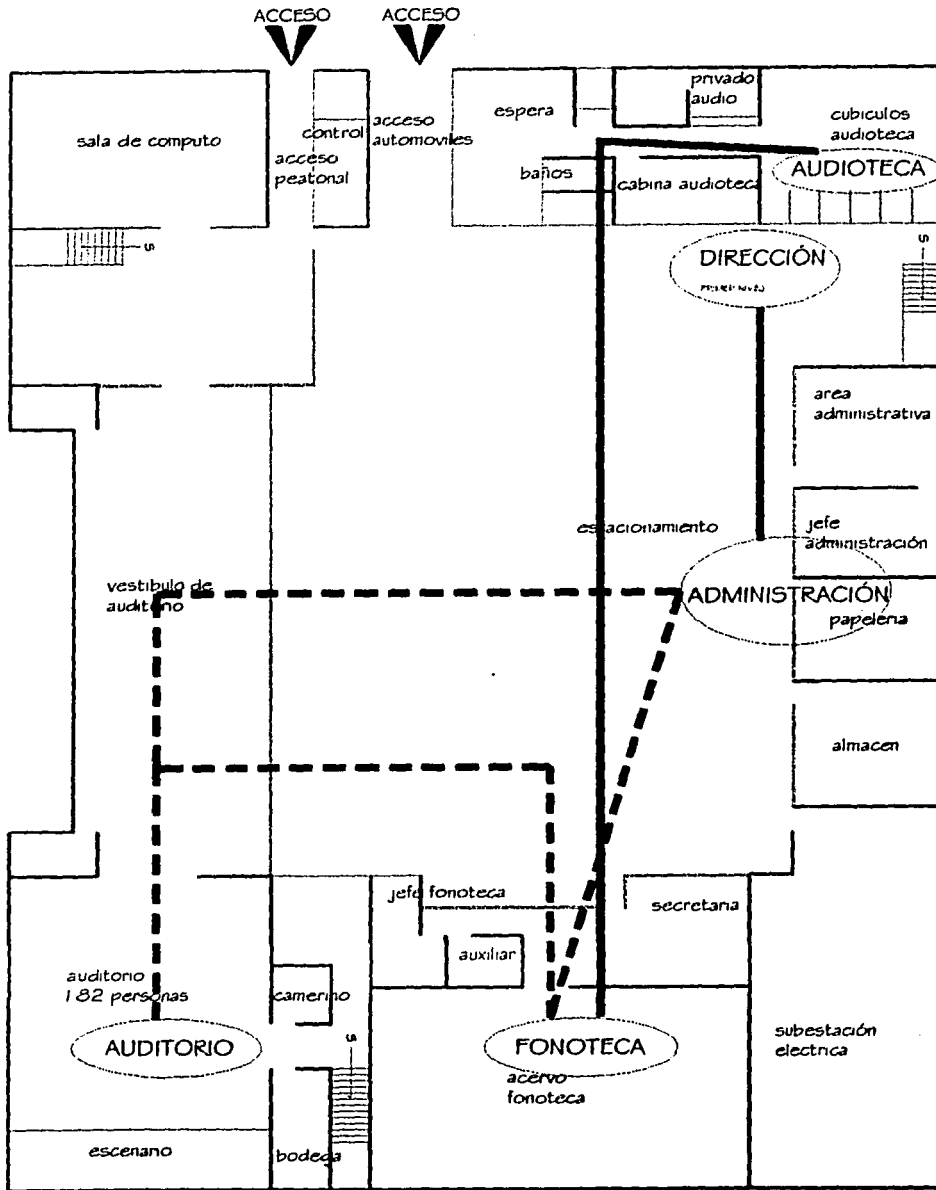 ACCESO
ACCESO
sala de computo
control
acceso
peatonal
acceso
automoviles
espera
privado
audio
cubiculos
audioteca
AUDIOTECA
baños
cabina audioteca
S
DIRECCIÓN
PRIMER NIVEL
S
area
administrativa
estacionamiento
jefe
administración
vestibulo de
auditorio
ADMINISTRACIÓN
papeleria
almacen
jefe fonoteca
secretaria
auxiliar
auditorio
182 personas
camerino
AUDITORIO
S
FONOTECA
acervo
fonoteca
subestación
electrica
escenario
bodega